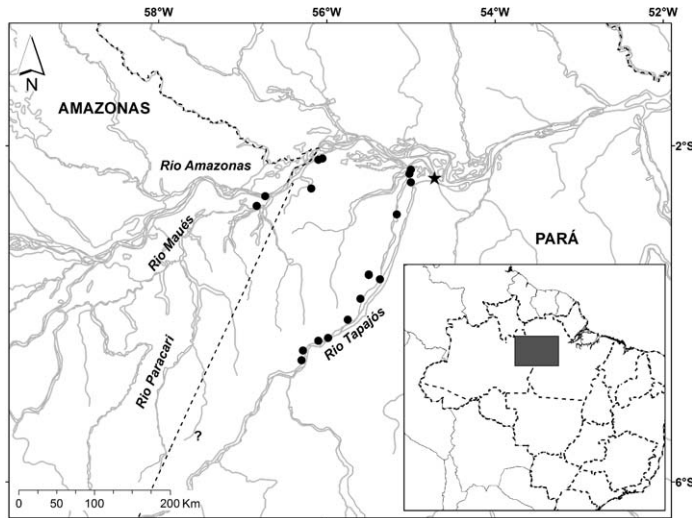 58°W 56°W 54°W 52°W
N
AMAZONAS
2°S
Rio Amazonas
Rio Maués
PARÁ
Rio Tapajós
Rio Paracari
?
6°S
0 50 100 200 Km